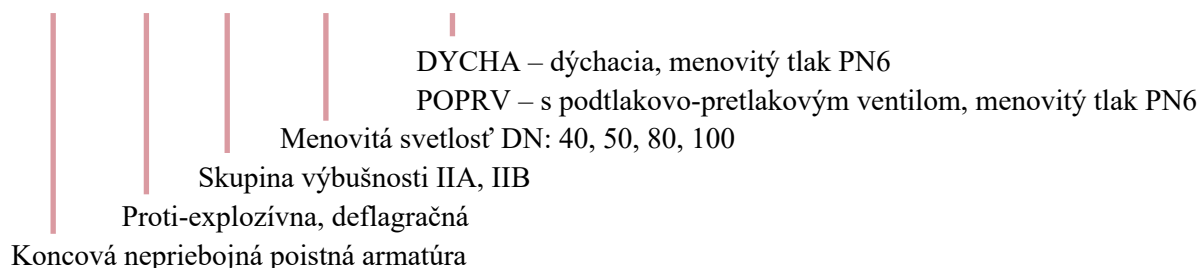 DYCHA – dýchacia, menovitý tlak PN6
POPRV – s podtlakovo-pretlakovým ventilom, menovitý tlak PN6
Menovitá svetlosť DN: 40, 50, 80, 100
Skupina výbušnosti IIA, IIB
Proti-explozívna, deflagračná
Koncová nepriebojná poistná armatúra